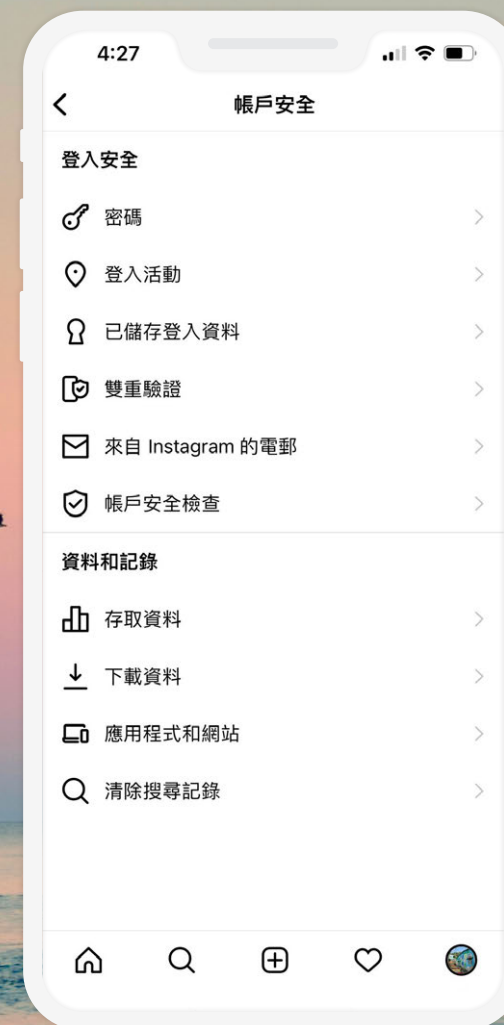 4:27
帳戶安全
登入安全
密碼
登入活動
已儲存登入資料
雙重驗證
來自 Instagram 的電郵
帳戶安全檢查
資料和記錄
存取資料
下載資料
應用程式和網站
清除搜尋記錄